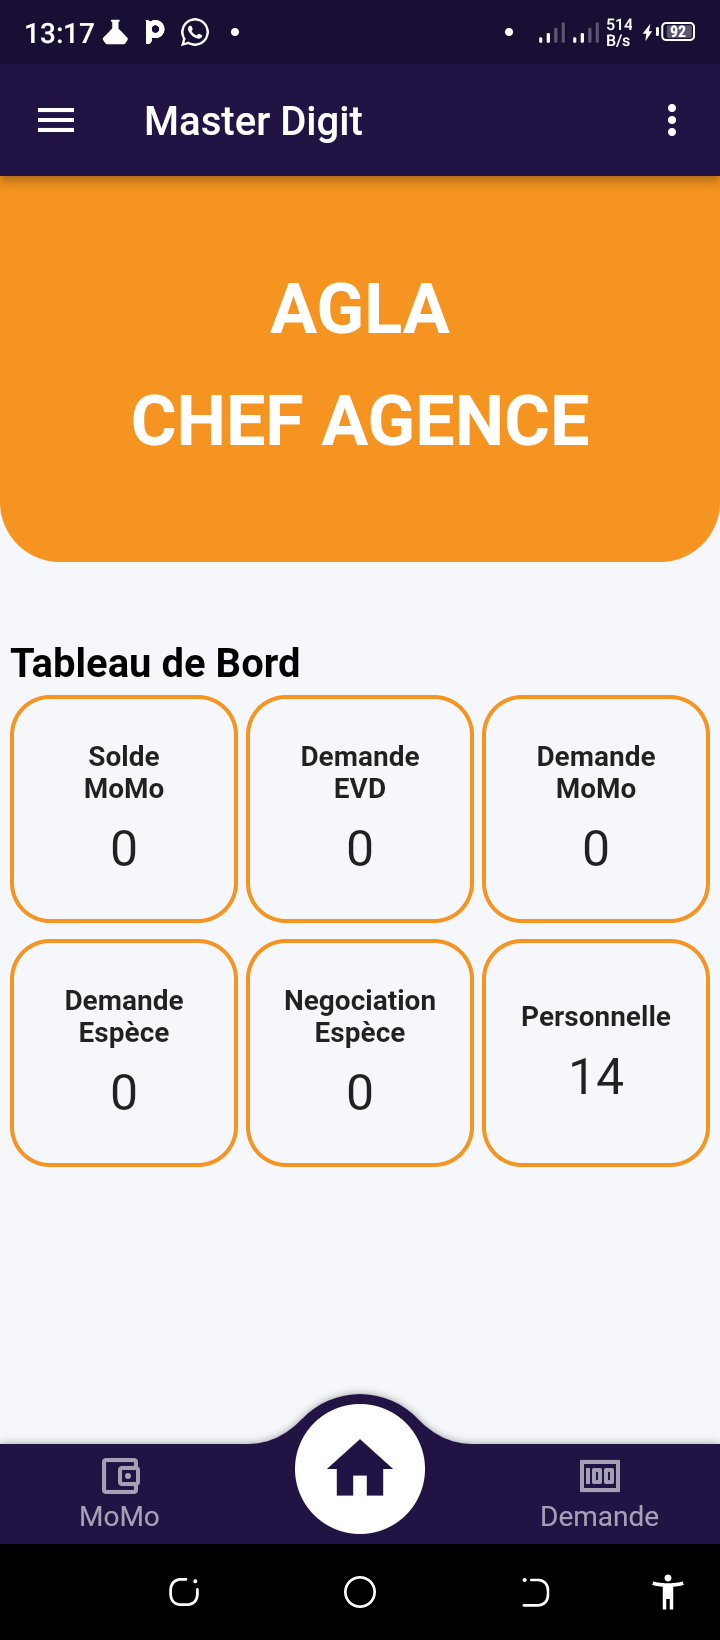 13:17
514
B/s
92
Master Digit
AGLA
CHEF AGENCE
Tableau de Bord
Solde
MoMo
0
Demande
EVD
0
Demande
MoMo
0
Demande
Espèce
0
Negociation
Espèce
0
Personnelle
14
MoMo
100
Demande